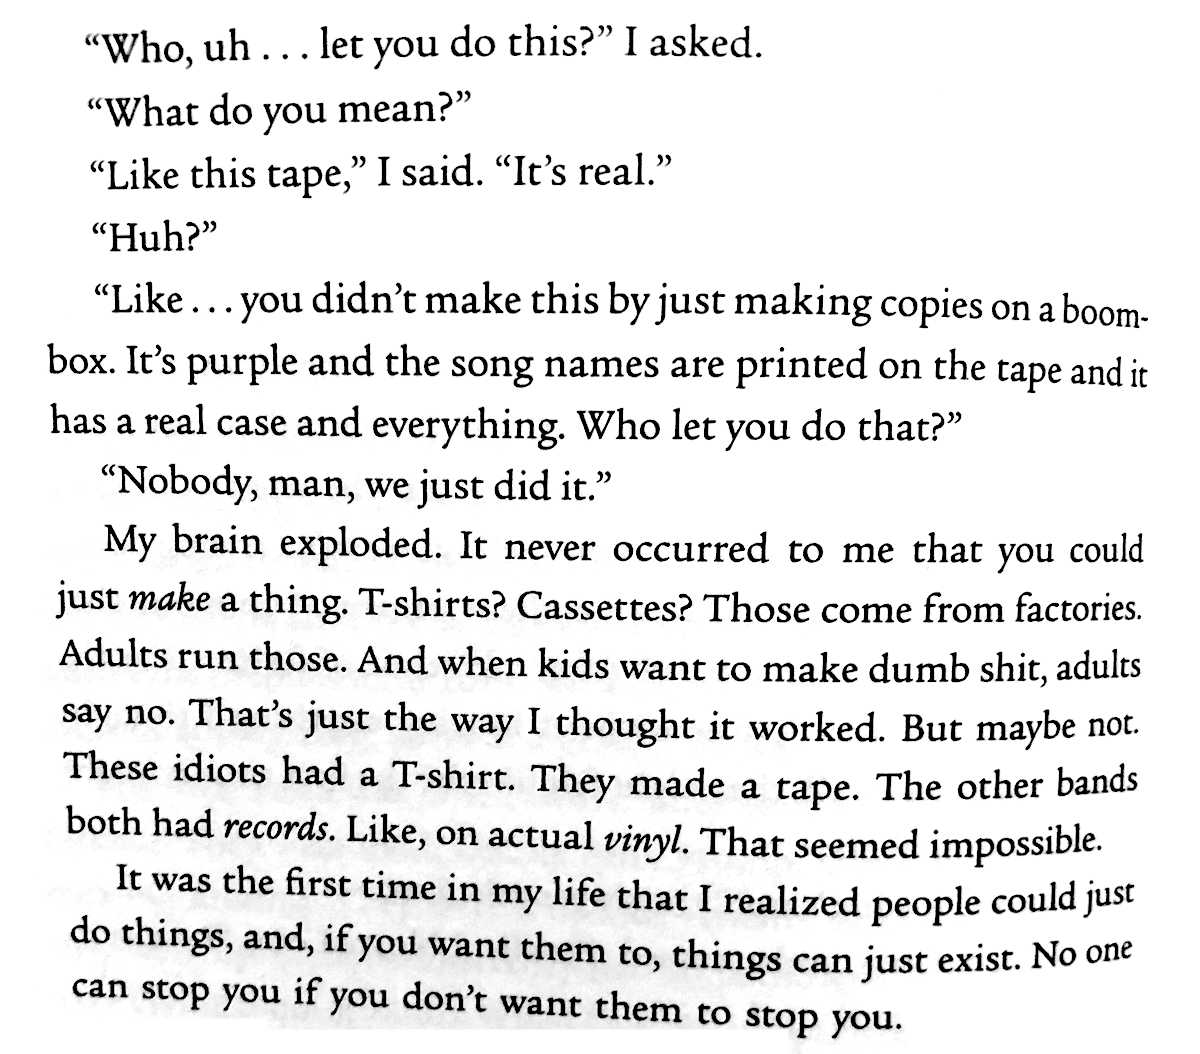 “Who, uh . . . let you do this?” I asked.
“What do you mean?”
“Like this tape,” I said. “It’s real.”
“Huh?”
“Like . . . you didn’t make this by just making copies on a boom-
box. It’s purple and the song names are printed on the tape and it
has a real case and everything. Who let you do that?”
“Nobody, man, we just did it.”
My brain exploded. It never occurred to me that you could
just make a thing. T-shirts? Cassettes? Those come from factories.
Adults run those. And when kids want to make dumb shit, adults
say no. That’s just the way I thought it worked. But maybe not.
These idiots had a T-shirt. They made a tape. The other bands
both had records. Like, on actual vinyl. That seemed impossible.
It was the first time in my life that I realized people could just
do things, and, if you want them to, things can just exist. No one
can stop you if you don’t want them to stop you.